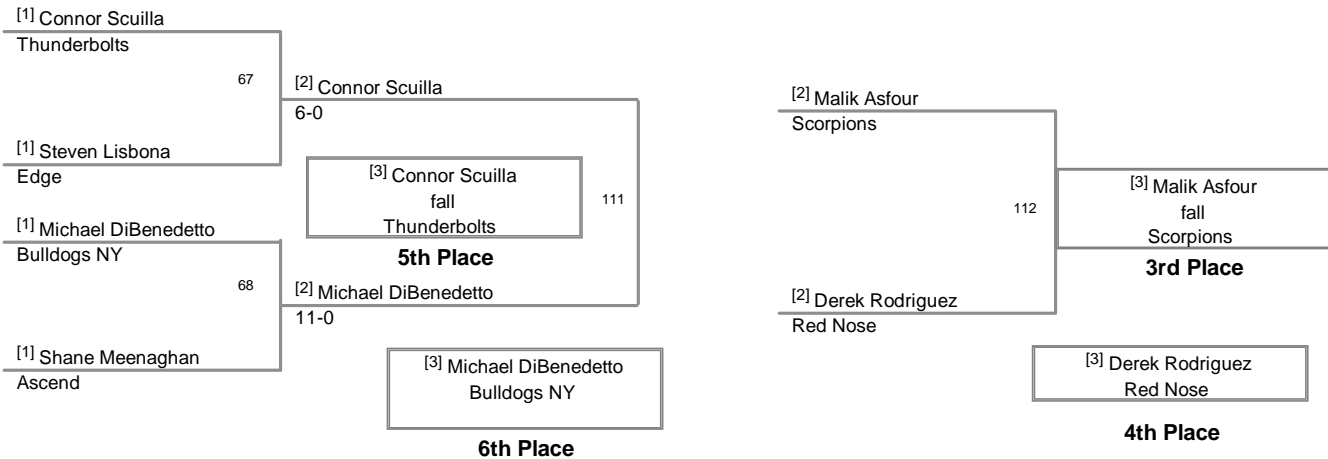 [1] Connor Scuilla
Thunderbolts
67
[2] Connor Scuilla
6-0
[1] Steven Lisbona
Edge
[3] Connor Scuilla
fall
Thunderbolts
111
5th Place
[1] Michael DiBenedetto
Bulldogs NY
68
[2] Michael DiBenedetto
11-0
[1] Shane Meenaghan
Ascend
[3] Michael DiBenedetto
Bulldogs NY
6th Place
[2] Malik Asfour
Scorpions
112
[3] Malik Asfour
fall
Scorpions
3rd Place
[2] Derek Rodriguez
Red Nose
[3] Derek Rodriguez
Red Nose
4th Place